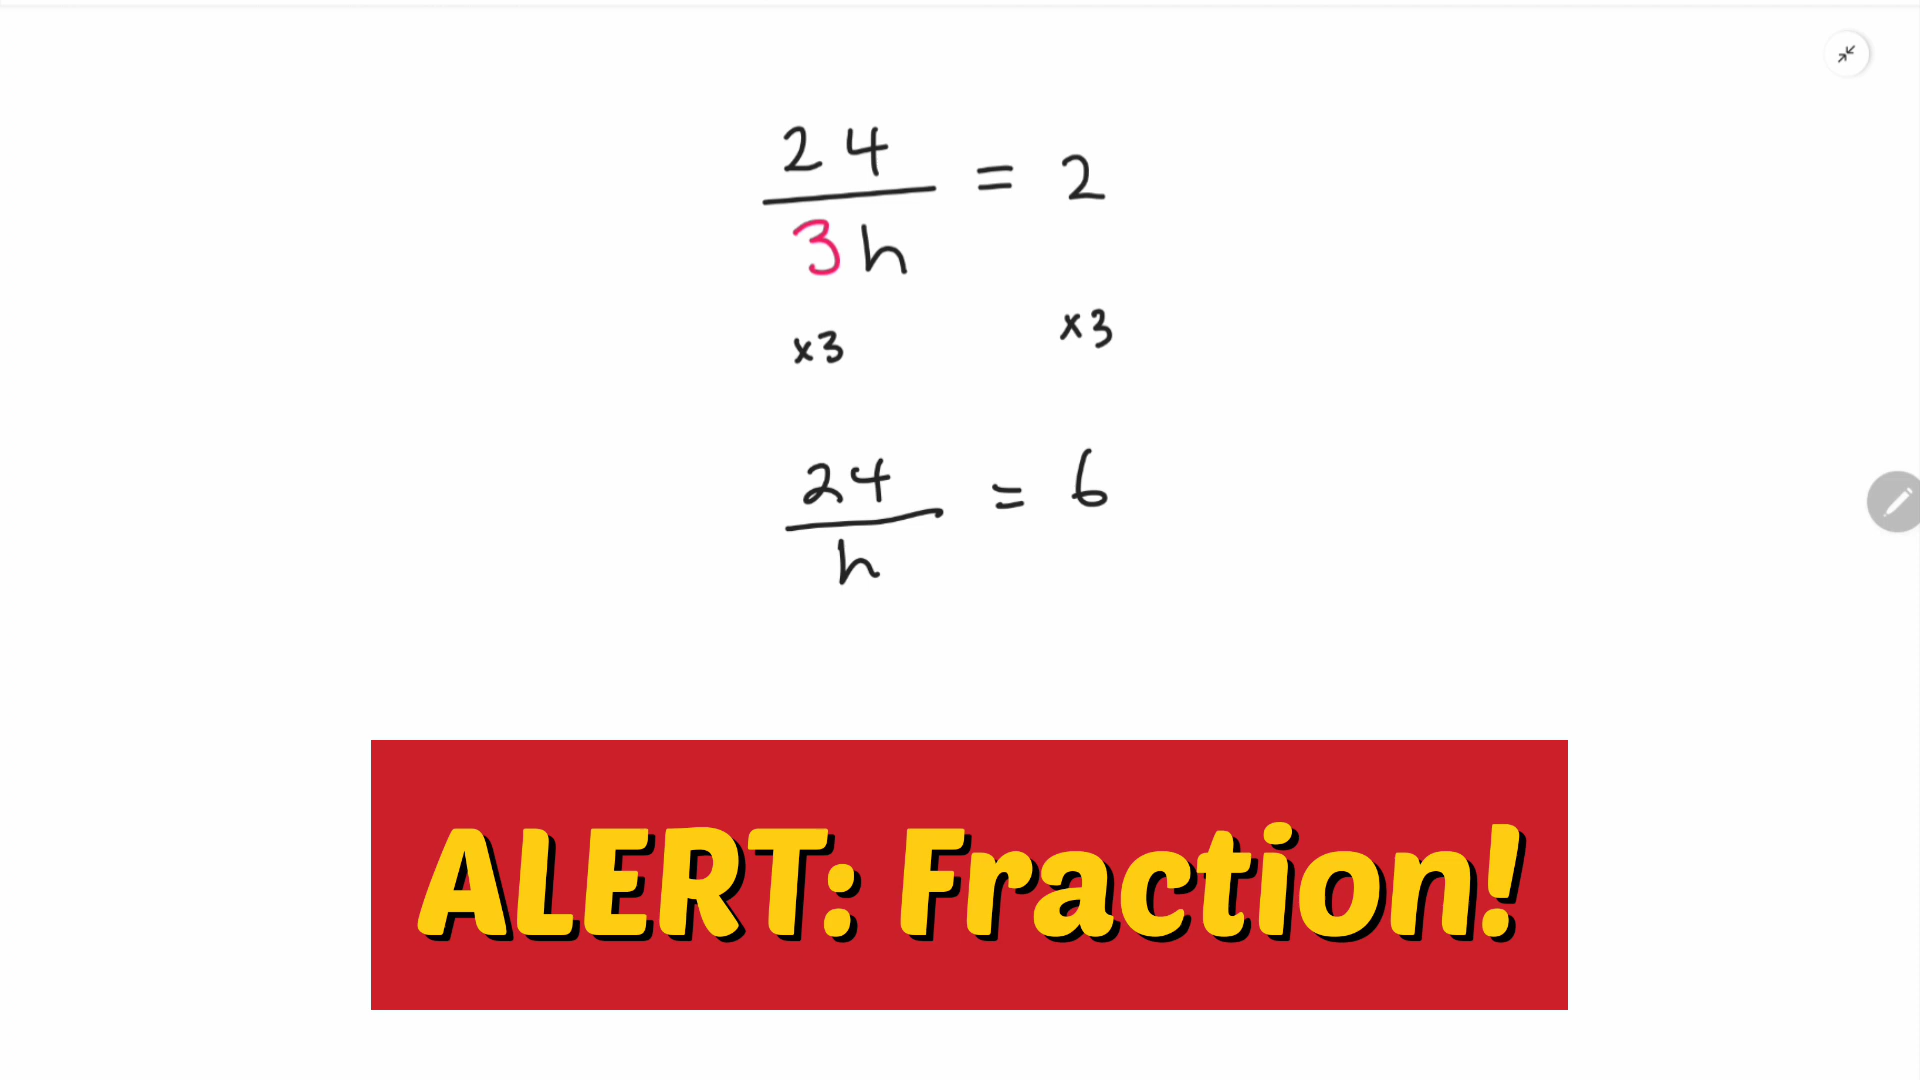 24
3h = 2
x3 x3
24
h = 6
ALERT: Fraction!